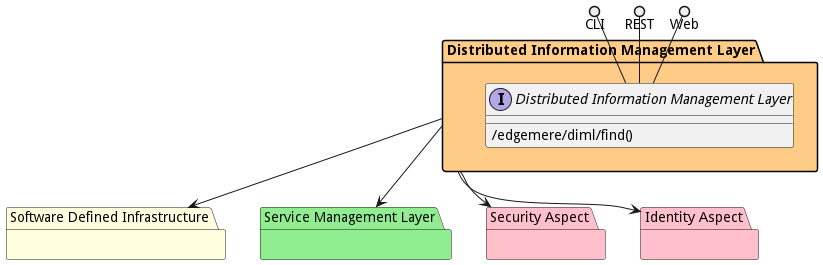 CLI
REST
Web
Distributed Information Management Layer
I
Distributed Information Management Layer
/edgemere/diml/find()
Software Defined Infrastructure
Service Management Layer
Security Aspect
Identity Aspect